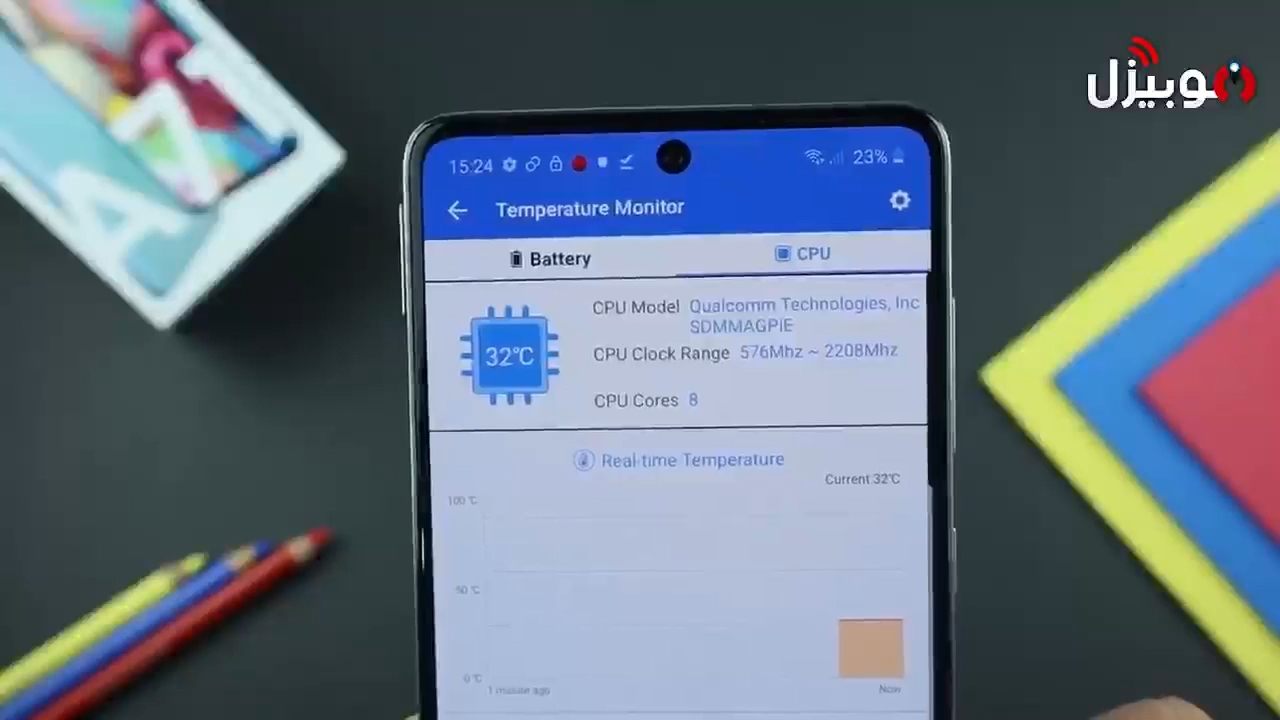 موبيزل
A71
15:24 23%
Temperature Monitor
Battery CPU
32℃
CPU Model Qualcomm Technologies, Inc
SDMMAGPIE
CPU Clock Range 576Mhz ~ 2208Mhz
CPU Cores 8
Real-time Temperature
Current:32℃
100 ℃
50 ℃
0 ℃
1 minute ago Now